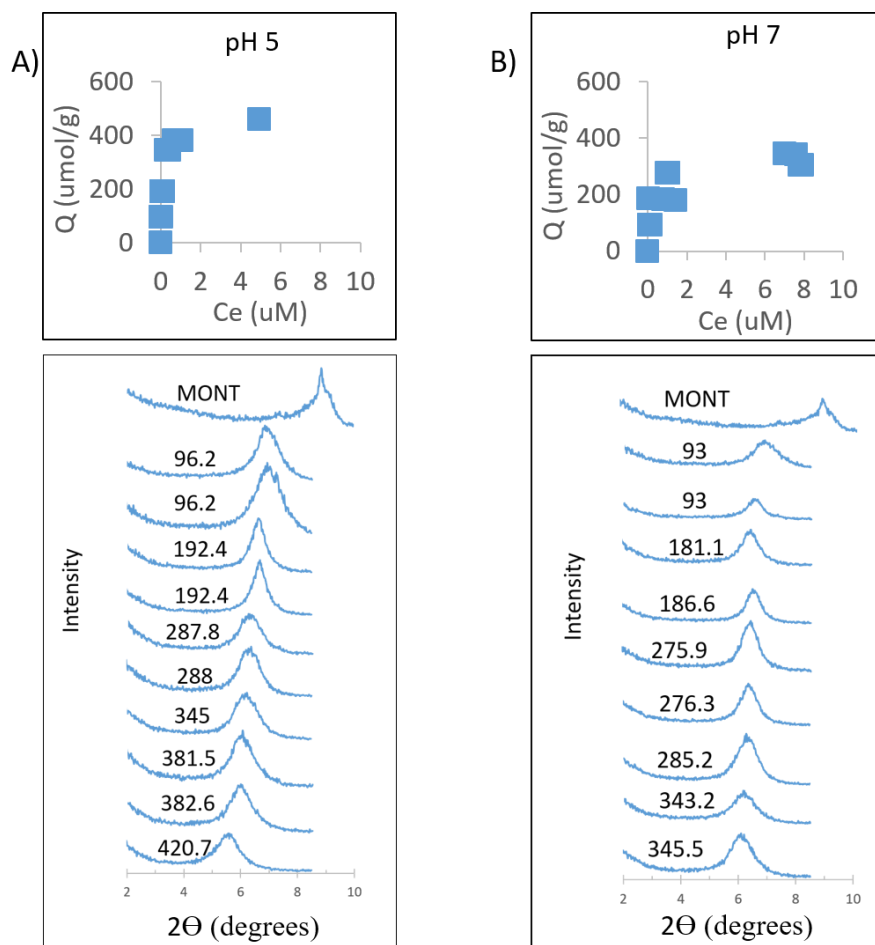 A)
pH 5
600
400
200
0
Q (umol/g)
0 2 4 6 8 10
Ce (uM)
MONT
96.2
96.2
192.4
192.4
287.8
288
345
381.5
382.6
420.7
Intensity
2 4 6 8 10
2Ɵ (degrees)
B)
pH 7
600
400
200
0
Q (umol/g)
0 2 4 6 8 10
Ce (uM)
MONT
93
93
181.1
186.6
275.9
276.3
285.2
343.2
345.5
Intensity
2 4 6 8 10
2Ɵ (degrees)